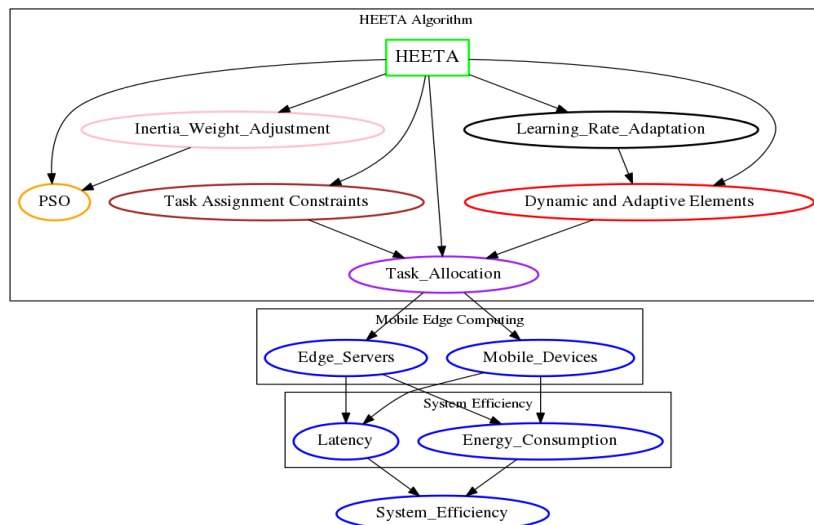 HEETA Algorithm
HEETA
Inertia_Weight_Adjustment
Learning_Rate_Adaptation
PSO
Task Assignment Constraints
Dynamic and Adaptive Elements
Task_Allocation
Mobile Edge Computing
Edge_Servers
Mobile_Devices
System Efficiency
Latency
Energy_Consumption
System_Efficiency